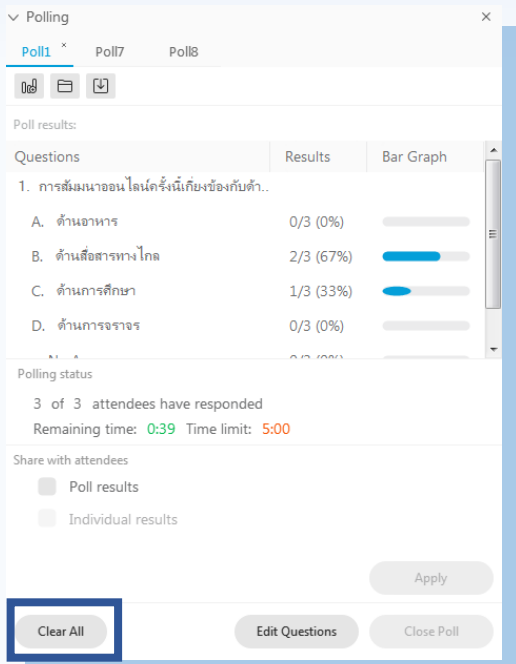 Polling
Poll1 Poll7 Poll8
Poll results:
Questions Results Bar Graph
1. การสัมมนาออนไลน์ครั้งนี้เกี่ยงข้องกับด้า..
A. ด้านอาหาร 0/3 (0%)
B. ด้านสื่อสารทางไกล 2/3 (67%)
C. ด้านการศึกษา 1/3 (33%)
D. ด้านการจราจร 0/3 (0%)
Polling status
3 of 3 attendees have responded
Remaining time: 0:39 Time limit: 5:00
Share with attendees
Poll results
Individual results
Apply
Clear All Edit Questions Close Poll